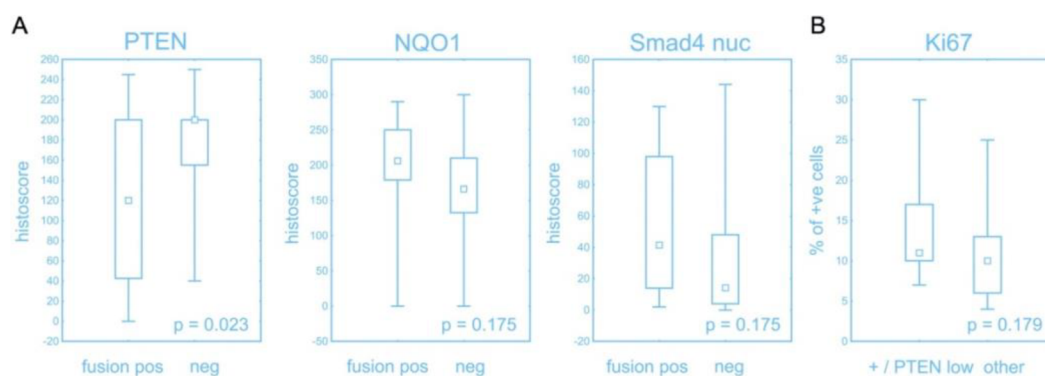 A
B
PTEN
NQO1
Smad4 nuc
Ki67
histoscore
260
240
220
200
180
160
140
120
100
80
60
40
20
0
-20
p = 0.023
fusion pos neg
histoscore
350
300
250
200
150
100
50
0
-50
p = 0.175
fusion pos neg
histoscore
160
140
120
100
80
60
40
20
0
-20
p = 0.175
fusion pos neg
% of +ve cells
35
30
25
20
15
10
5
0
p = 0.179
+ / PTEN low other